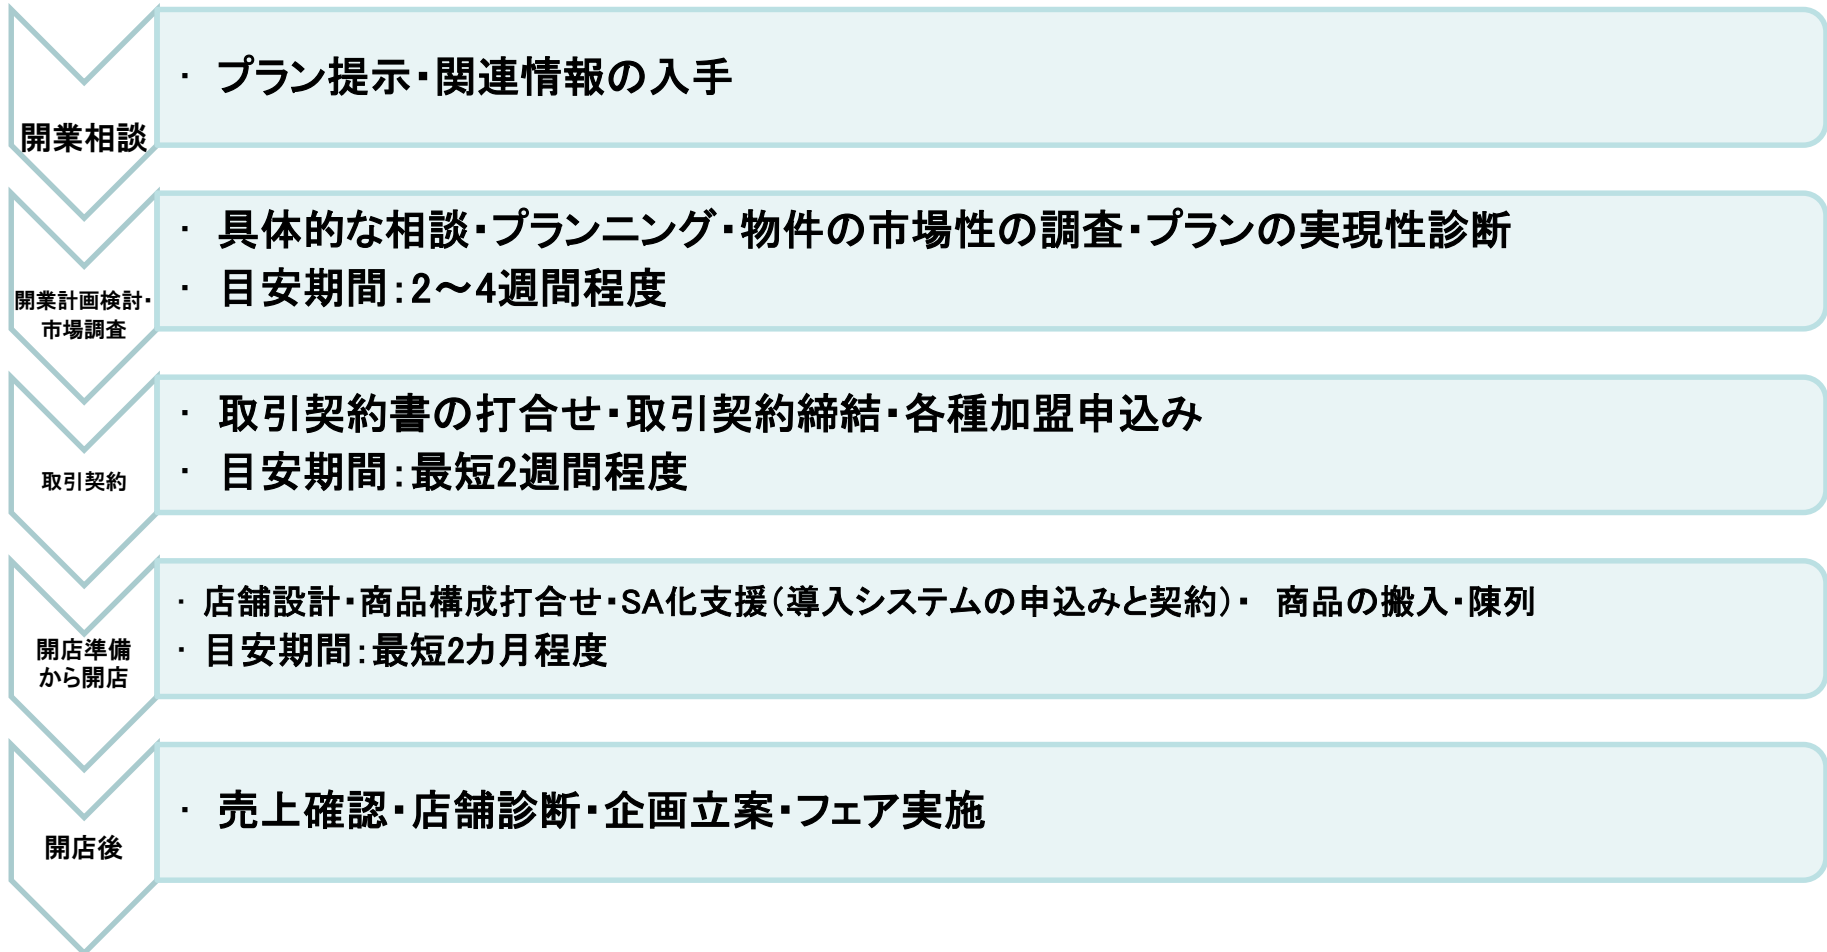 開業相談
・ プラン提示・関連情報の入手
開業計画検討・
市場調査
・ 具体的な相談・プランニング・物件の市場性の調査・プランの実現性診断
・ 目安期間：2～4週間程度
取引契約
・ 取引契約書の打合せ・取引契約締結・各種加盟申込み
・ 目安期間：最短2週間程度
開店準備
から開店
・ 店舗設計・商品構成打合せ・SA化支援（導入システムの申込みと契約）・ 商品の搬入・陳列
・ 目安期間：最短2カ月程度
開店後
・ 売上確認・店舗診断・企画立案・フェア実施